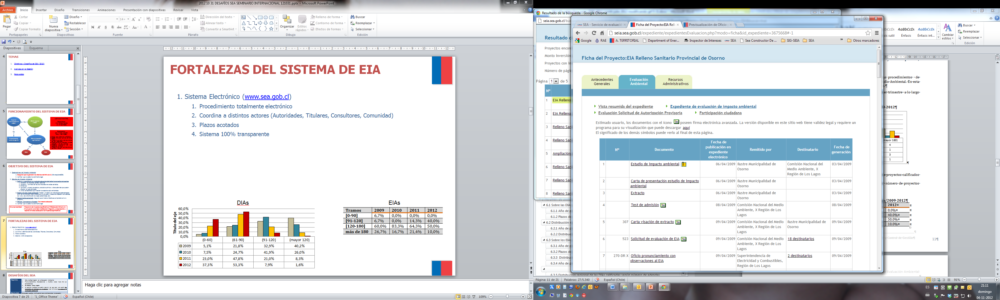 2012 10 31 DESAFÍOS SEA SEMINARIO INTERNACIONAL 121031.pptx - Microsoft PowerPoint
Archivo Inicio Insertar Diseño Transiciones Animaciones Presentación con diapositivas Revisar Vista
Pegar
Cortar
Copiar
Copiar formato
Portapapeles
Nueva diapositiva
Diseño
Restablecer
Sección
Diapositivas
Fuente
Párrafo
Dirección del texto
Alinear texto
Convertir a SmartArt
Organizar
Estilos rápidos
Relleno de forma
Contorno de forma
Efectos de formas
Dibujo
Buscar
Reemplazar
Seleccionar
Edición
Diapositivas Esquema
4 TEMAS
1. Objetivos y Desafíos del SEA (2010)
2. Avances en la Gestión
3. Respuestas
5 FUNCIONAMIENTO DEL SISTEMA DE EIA
6 OBJETIVO DEL SISTEMA DE EIA
7 FORTALEZAS DEL SISTEMA DE EIA
8 DESAFÍOS DEL SEA
FORTALEZAS DEL SISTEMA DE EIA
1. Sistema Electrónico (www.sea.gob.cl)
1. Procedimiento totalmente electrónico
2. Coordina a distintos actores (Autoridades, Titulares, Consultores, Comunidad)
3. Plazos acotados
4. Sistema 100% transparente
DIAs
Título del eje
60,0%
50,0%
40,0%
30,0%
20,0%
10,0%
0,0%
(0-60) (61-90) (91-120) (mayor 120)
2009 5,1% 21,8% 32,9% 40,2%
2010 7,5% 24,7% 41,9% 26,0%
2011 23,0% 47,8% 21,0% 8,3%
2012 37,3% 53,3% 7,9% 1,6%
EIAs
Tramos 2009 2010 2011 2012
[0-90] 6,7% 0,0% 0,0% 0,0%
[91-120] 6,7% 0,0% 14,3% 40,0%
[120-180] 60,0% 83,3% 64,3% 50,0%
más de 180 26,7% 16,7% 21,4% 10,0%
Haga clic para agregar notas
Diapositiva 7 de 25 "1_Office Theme" Español (Chile) 109%
Resultado de la búsqueda - Google Chrome
seia.sea.gob.cl/bus
Resultado d
Proyectos encon
Monto inversión
Proyectos con in
Número de págin
Página 1 de 5
Nº
1 EIA Relleno
2 EIA Relleno
3 Relleno San
4 Relleno San
5 Ampliación
6 Relleno San
7 Relleno San
8 Relleno San
6.1 Sobre las DIAs
6.1.1 Año de p
6.1.2 Plazos de
6.2 Distribución r
6.2.1 Año de p
6.2.2 Distribuc
6.3 Sobre los EIAs
6.3.1 Año de p
6.3.2 Plazos de
6.3.3 Distribu
6.3.4 Año de p
6.3.5 Distribución regional de las DIAs calificadas según número de adendas
SEA - Servicio de evaluació Ficha del Proyecto:EIA Rell Previsualización de Oficio
seia.sea.gob.cl/expediente/expedientesEvaluacion.php?modo=ficha&id_expediente=3675668#-1
Google RAE A. TERRITORIAL Department of Ener... Inspector de Intereses SEA Sea Constructor De ... SIG-SEIA SEA » Otros marcadores
Ficha del Proyecto:EIA Relleno Sanitario Provincial de Osorno
Antecedentes Generales
Evaluación Ambiental
Recursos Administrativos
Vista resumida del expediente Expediente de evaluación de impacto ambiental
Evaluación Solicitud de Autorización Provisoria Participación ciudadana
Estimado usuario, los documentos con el ícono poseen firma electrónica avanzada. La versión disponible en este sitio web tiene validez legal y requiere un
programa para su visualización que puede descargar aquí
El significado de los demás símbolos puede verlo al final de esta página.
Nº Documento Fecha de publicación en expediente electrónico Remitido por Destinatario Fecha de generación
1 Estudio de impacto ambiental 06/04/2009 Ilustre Municipalidad de Osorno Comisión Nacional del Medio Ambiente, X Región de Los Lagos 03/04/2009
2 Carta de presentación estudio de impacto ambiental 06/04/2009 Ilustre Municipalidad de Osorno 03/04/2009
3 Extracto 06/04/2009 Ilustre Municipalidad de Osorno 03/04/2009
4 Test de admisión 08/04/2009 Comisión Nacional del Medio Ambiente, X Región de Los Lagos 08/04/2009
5 307 Carta visación de extracto 09/04/2009 Comisión Nacional del Medio Ambiente, X Región de Los Lagos Ilustre Municipalidad de Osorno 09/04/2009
6 523 Solicitud de evaluación de EIA 09/04/2009 Comisión Nacional del Medio Ambiente, X Región de Los Lagos 18 destinatarios 09/04/2009
7 270-DR X Oficio pronunciamiento con observaciones al EIA 09/04/2009 Superintendencia de Electricidad y Combustibles, Región de Los Lagos 2 destinatarios 09/04/2009
AaBbCcDc AaBbCcDc
Énfasis Énfasis int...
Cambiar estilos
Buscar
Reemplazar
Seleccionar
Edición
procedimientos de
dio Ambiental. En esta
er trimestre a lo largo
09-2012¶
mayor 180)
4
1
3
1
e proyectos calificados
número de proyectos
/2009-2012¶
2012
0.0%
40.0%
50.0%
10.0%
y Control de Gestión¶
11¶
Evaluación Ambiental
Página: 11 de 21 Palabras: 27/5.340 Español (Chile) 91%
ES
21:11
domingo
04-11-2012